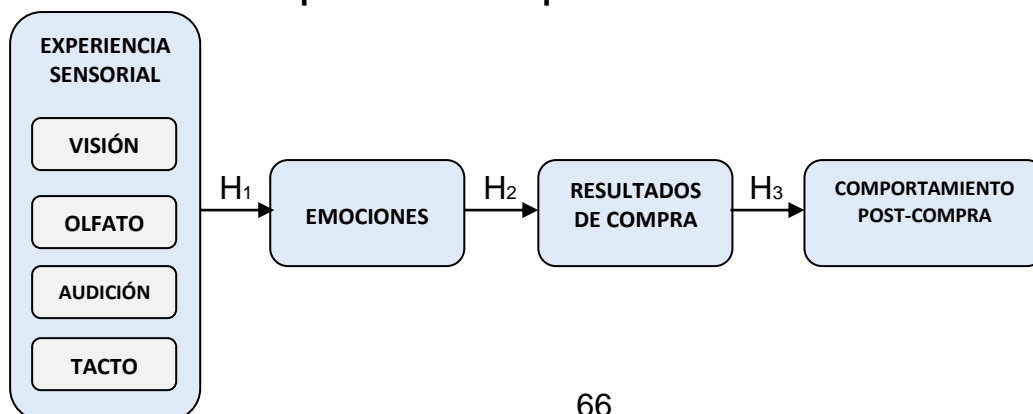 EXPERIENCIA
SENSORIAL
VISIÓN
OLFATO
AUDICIÓN
TACTO
H1
EMOCIONES
H2
RESULTADOS
DE COMPRA
H3
COMPORTAMIENTO
POST-COMPRA
66